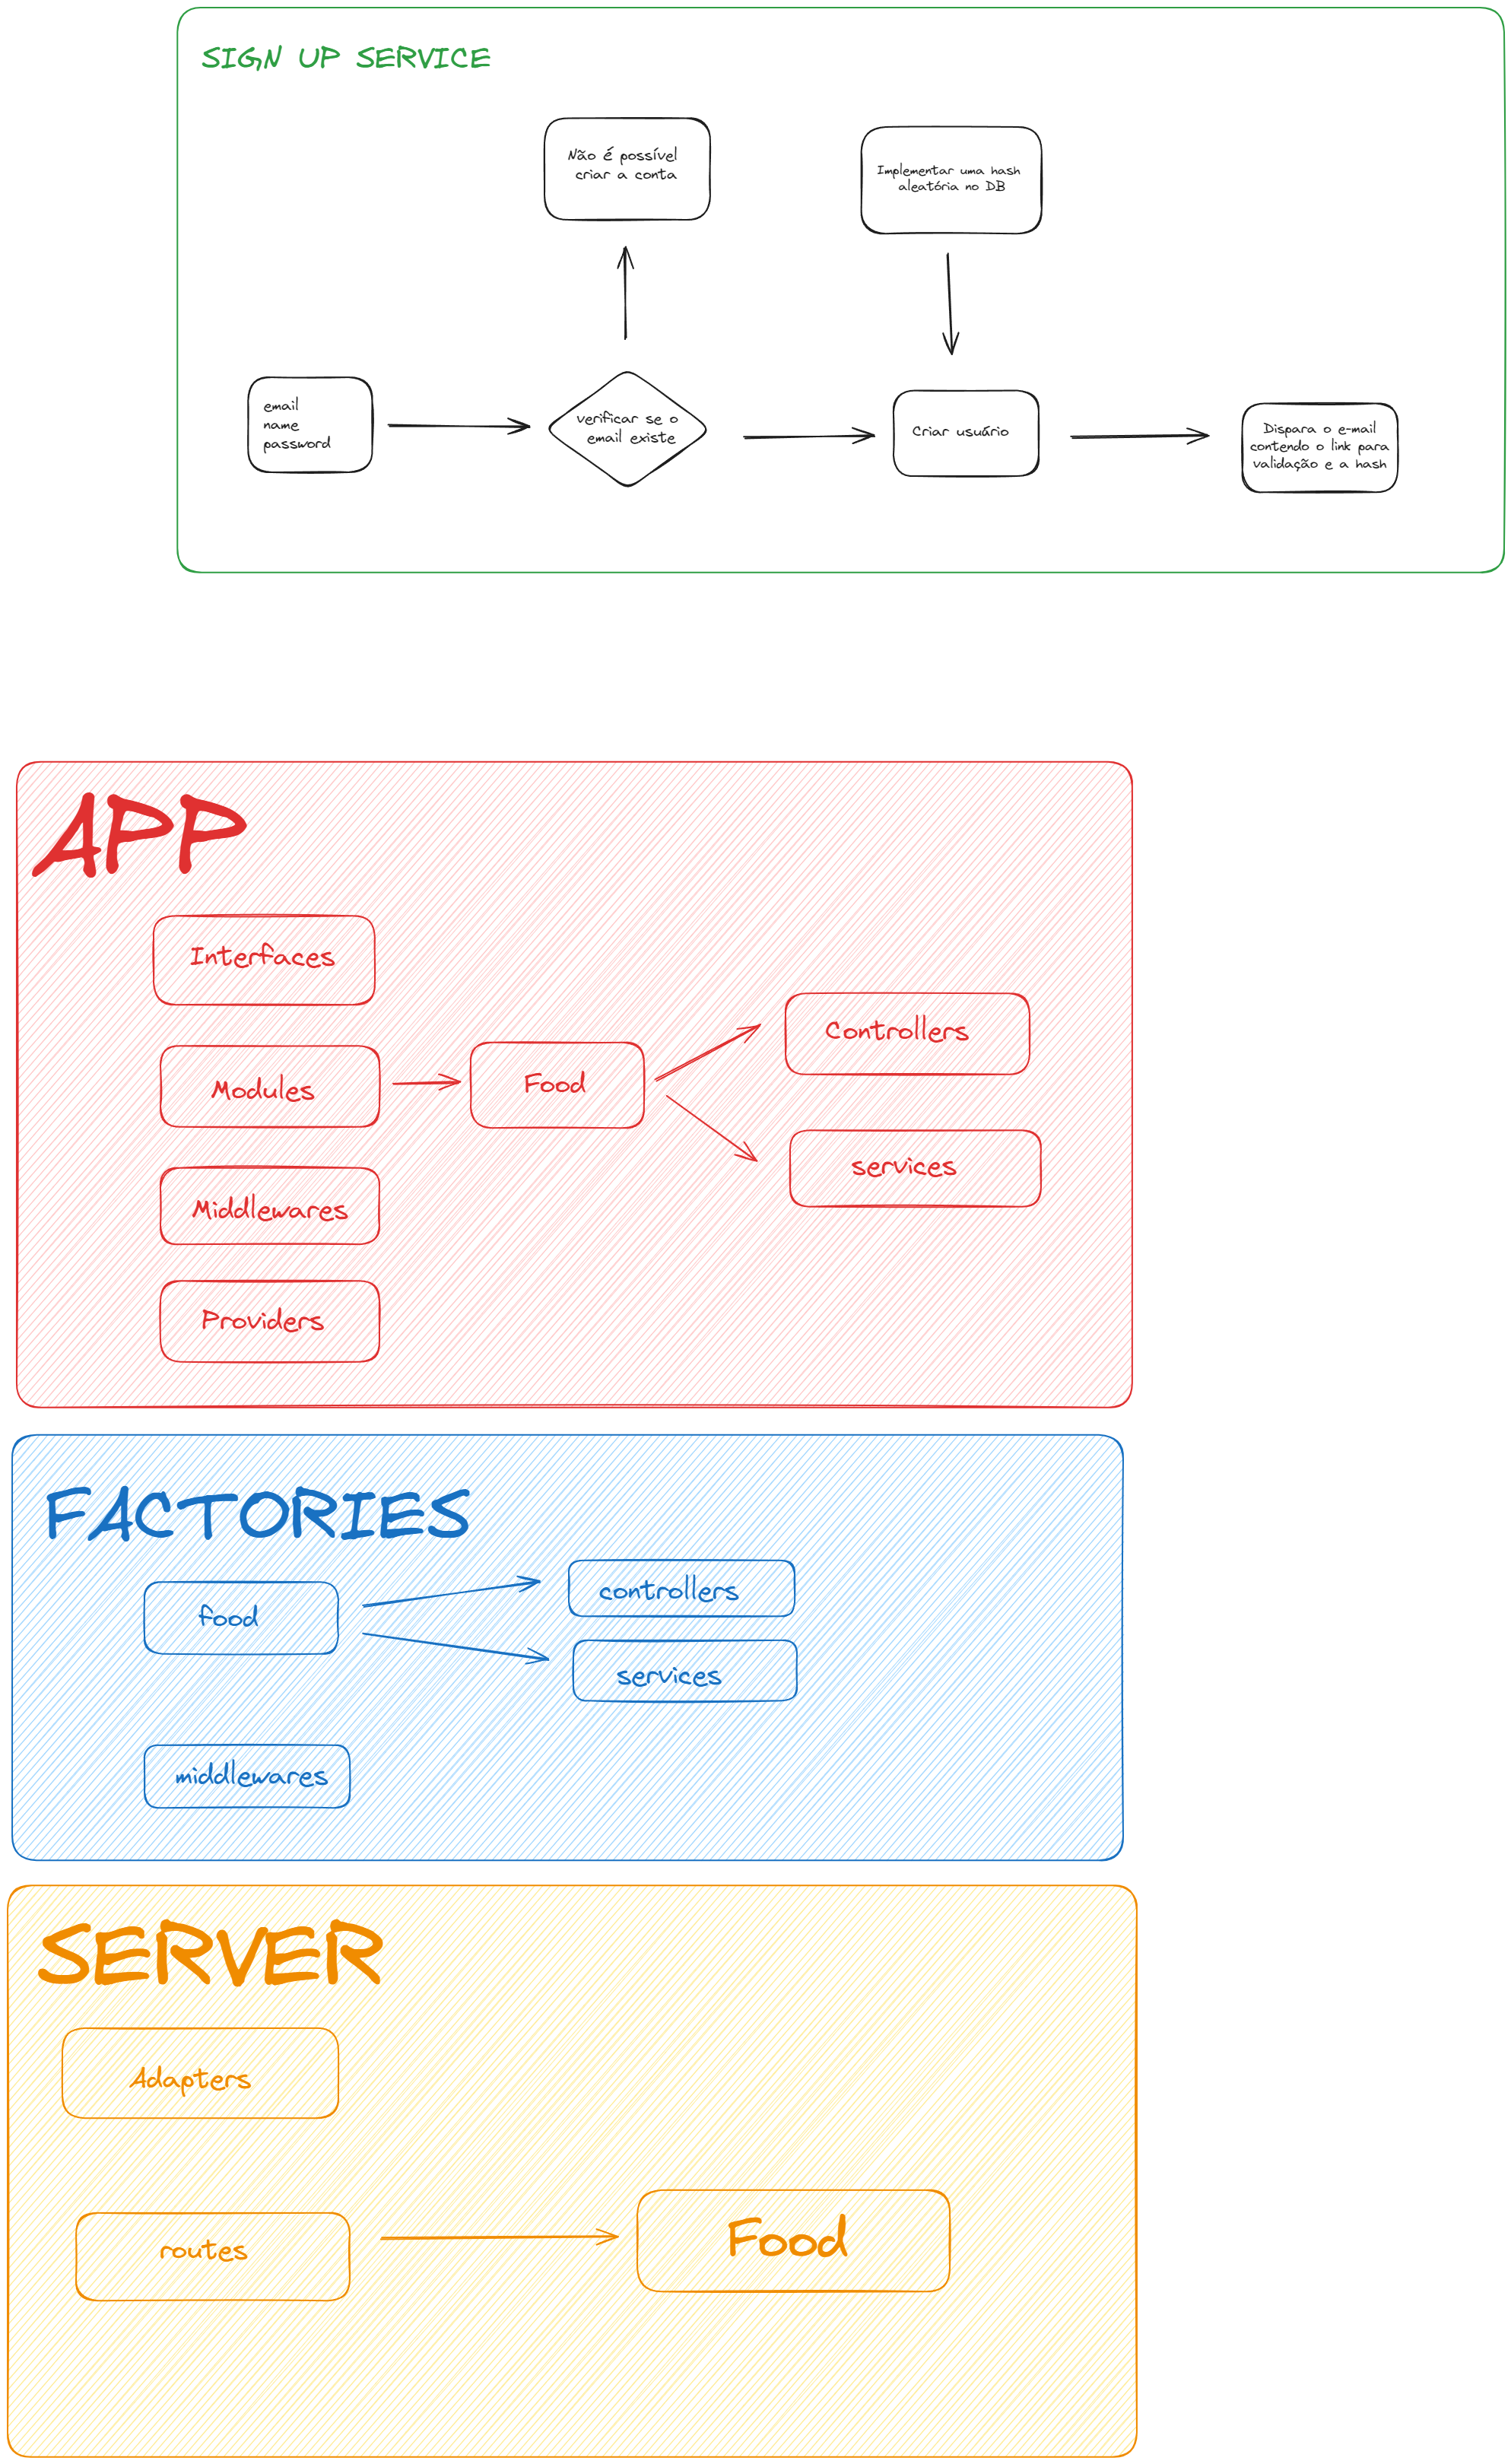 SIGN UP SERVICE
Não é possível
criar a conta
Implementar uma hash
aleatória no DB
email
name
password
verificar se o
email existe
Criar usuário
Dispara o e-mail
contendo o link para
validação e a hash
APP
Interfaces
Modules
Food
Controllers
services
Middlewares
Providers
FACTORIES
food
controllers
services
middlewares
SERVER
Adapters
routes
Food